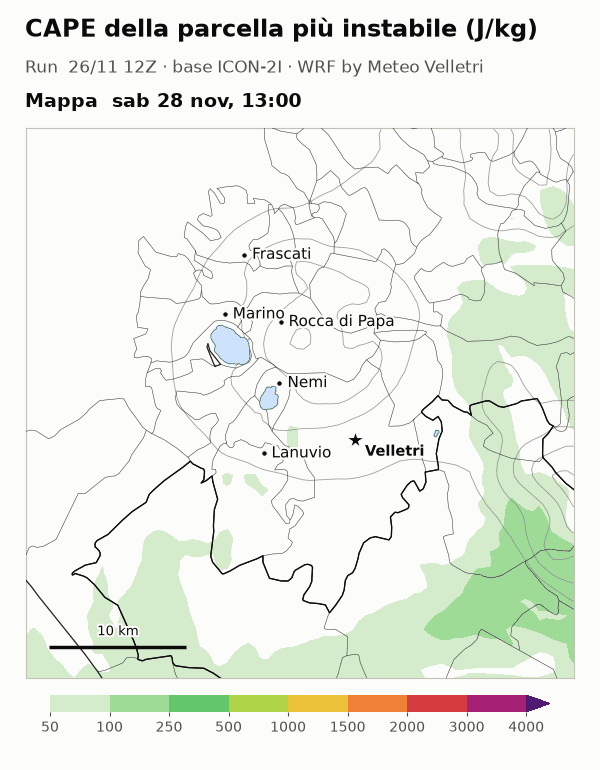 CAPE della parcella più instabile (J/kg)
Run  26/11 12Z · base ICON-2I · WRF by Meteo Velletri
Mappa  sab 28 nov, 13:00
Frascati
Marino
Rocca di Papa
Nemi
Velletri
Lanuvio
10 km
50 100 250 500 1000 1500 2000 3000 4000